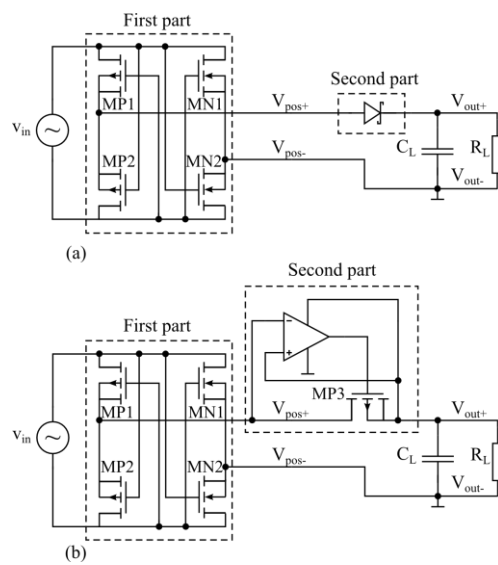 First part
Second part
MP1
MN1
V_pos+
V_out+
v_in
MP2
MN2
V_pos-
C_L
R_L
V_out-
(a)
Second part
First part
−
+
MP3
MP1
MN1
V_pos+
V_out+
v_in
MP2
MN2
V_pos-
C_L
R_L
V_out-
(b)